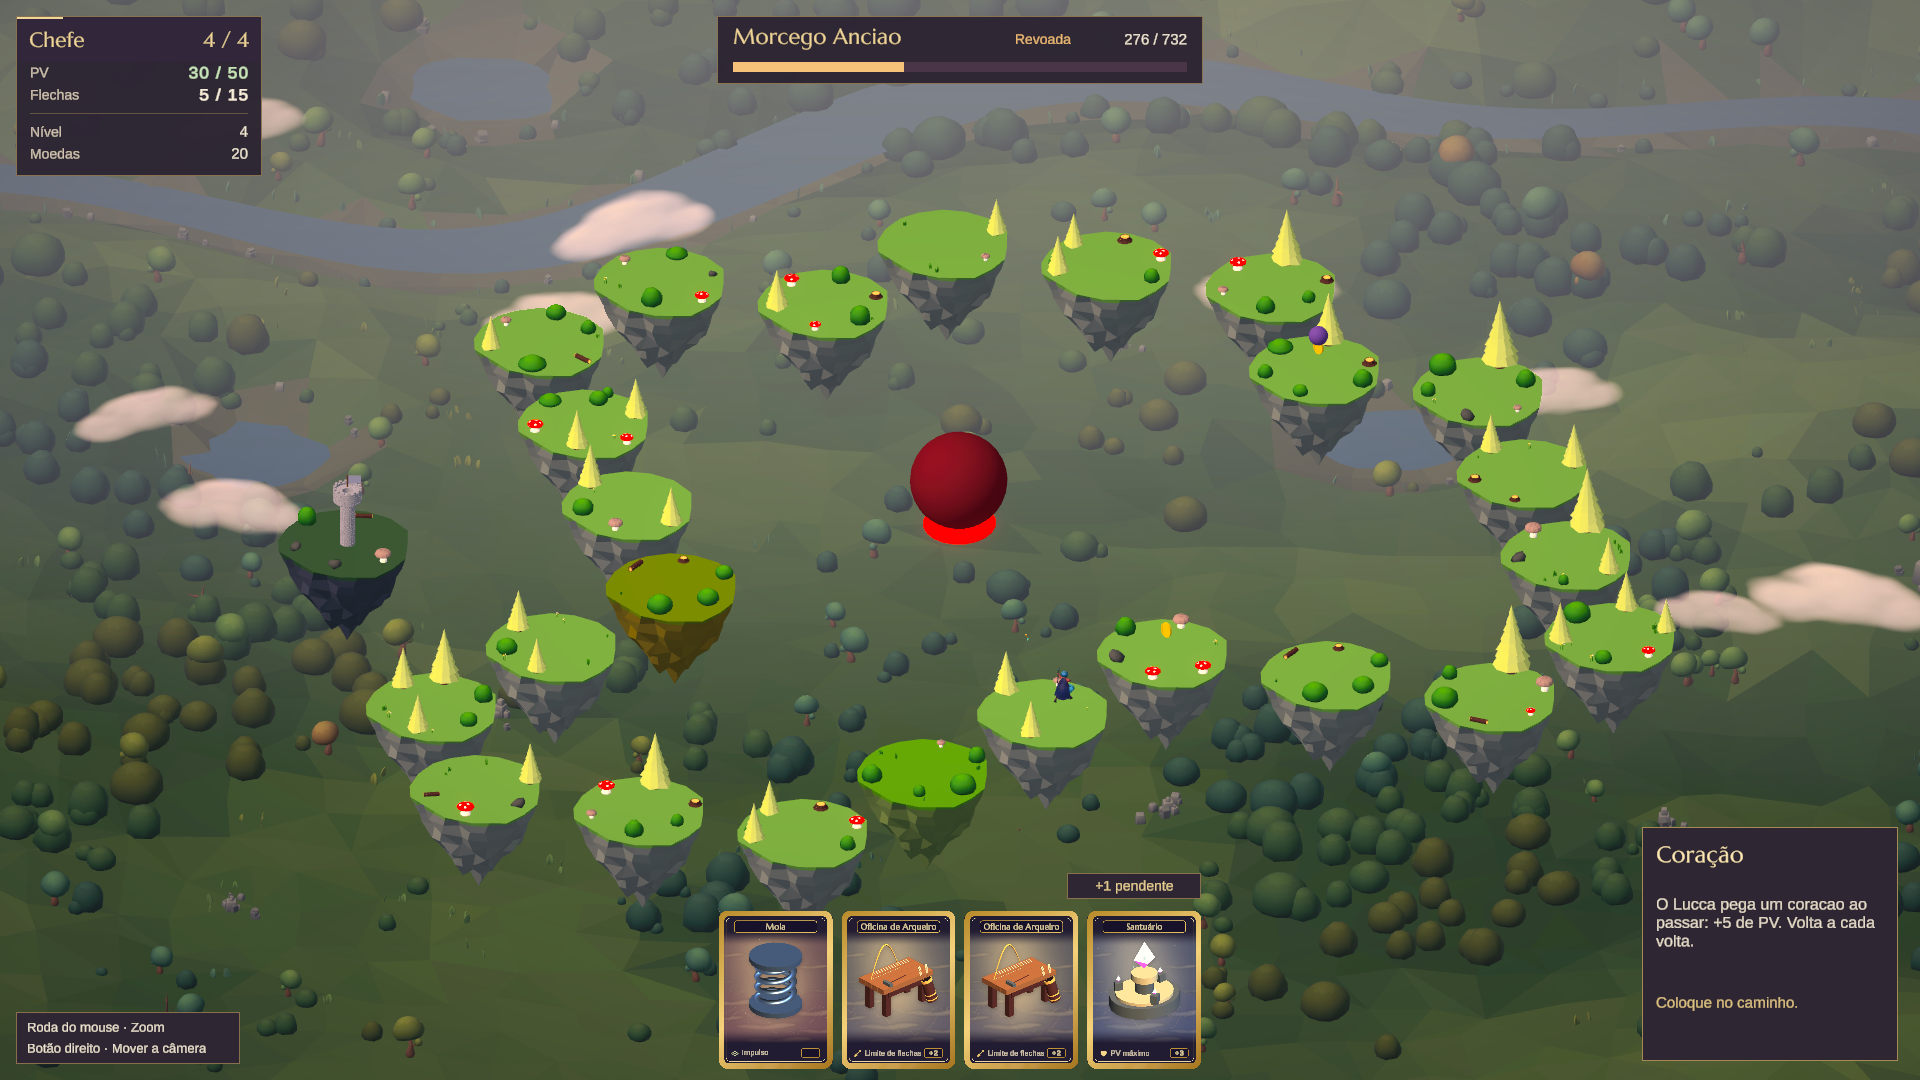 Chefe 4 / 4
PV 30 / 50
Flechas 5 / 15
Nível 4
Moedas 20
Morcego Anciao Revoada 276 / 732
+1 pendente
Mola
Impulso
Oficina de Arqueiro
Limite de flechas +2
Oficina de Arqueiro
Limite de flechas +2
Santuário
PV máximo +3
Coração
O Lucca pega um coracao ao
passar: +5 de PV. Volta a cada
volta.
Coloque no caminho.
Roda do mouse · Zoom
Botão direito · Mover a câmera